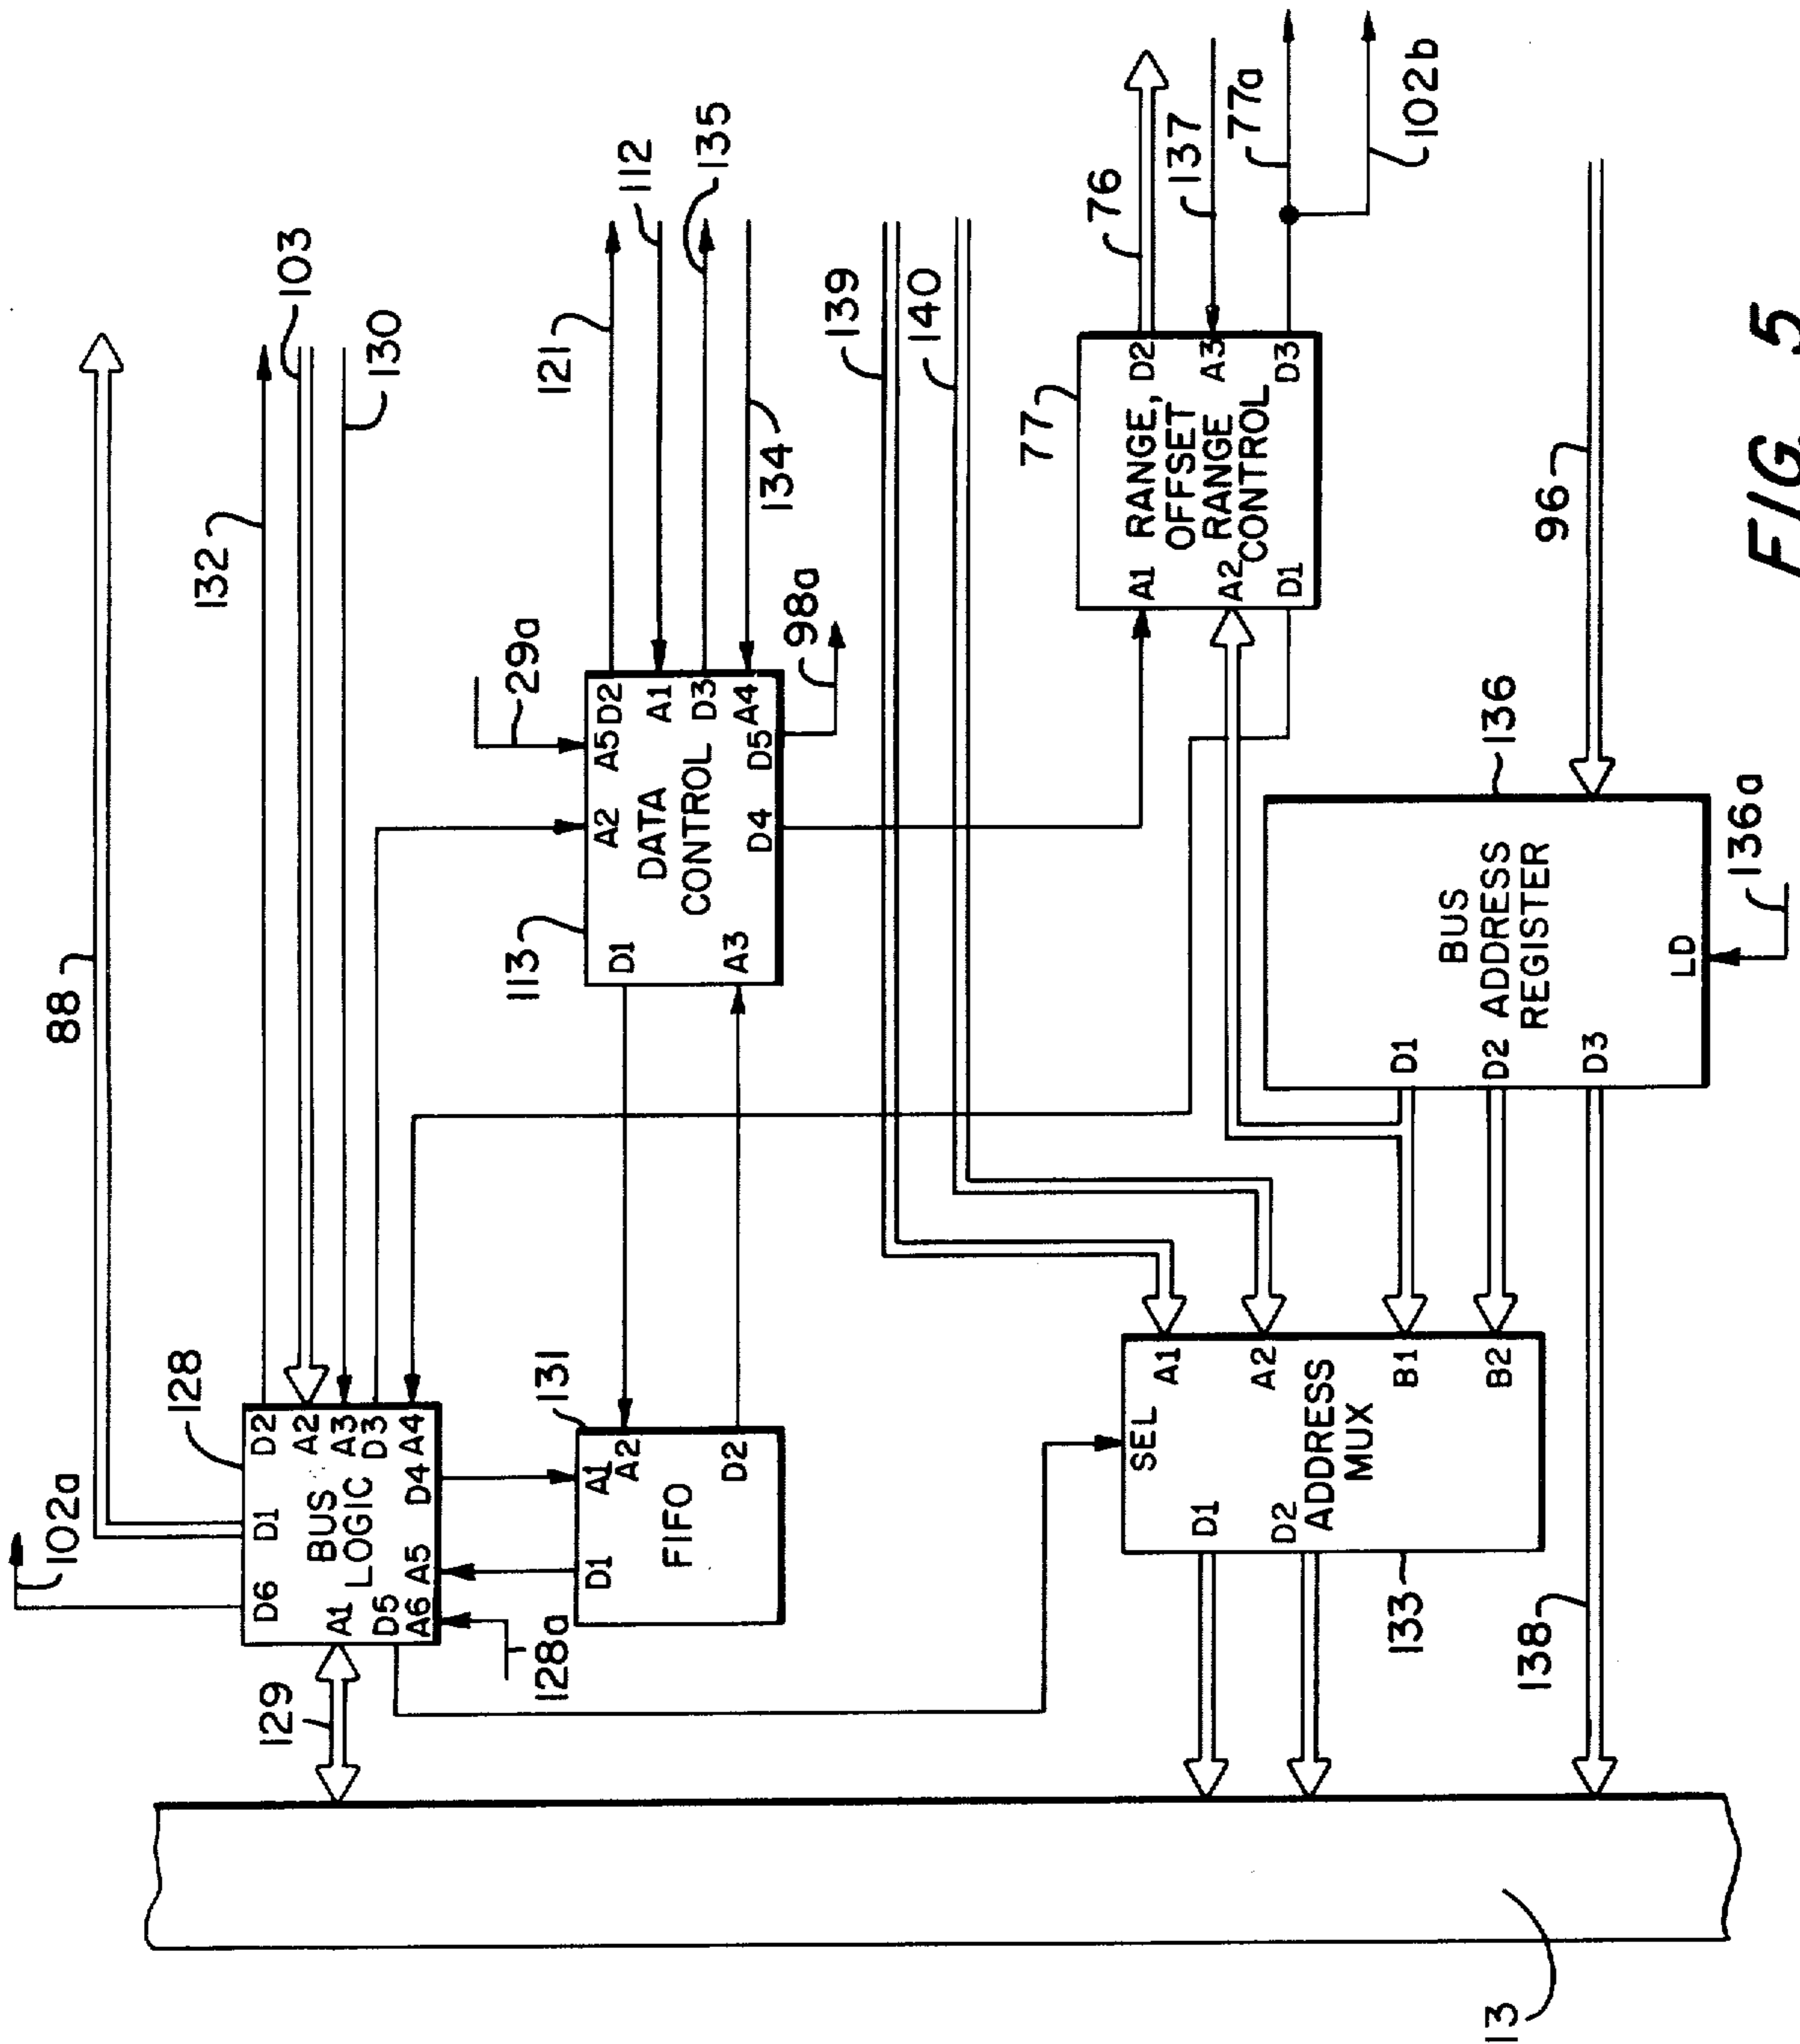 102a
88
132
103
130
128
D6
D1
D2
A2
A3
D3
A4
A1
BUS
LOGIC
D5
D4
A6
A5
129
128a
131
A1
A2
D1
FIFO
D2
113
29a
121
112
135
134
98a
A2
A5
D2
A1
D3
A4
D1
DATA
CONTROL
A3
D4
D5
139
140
77
76
137
77a
102b
A1
RANGE,
OFFSET
RANGE
CONTROL
A2
D1
D2
A3
D3
SEL
A1
A2
B1
B2
D1
D2
ADDRESS
MUX
133
136
136a
BUS
ADDRESS
REGISTER
D1
D2
D3
LD
96
138
13
FIG. 5